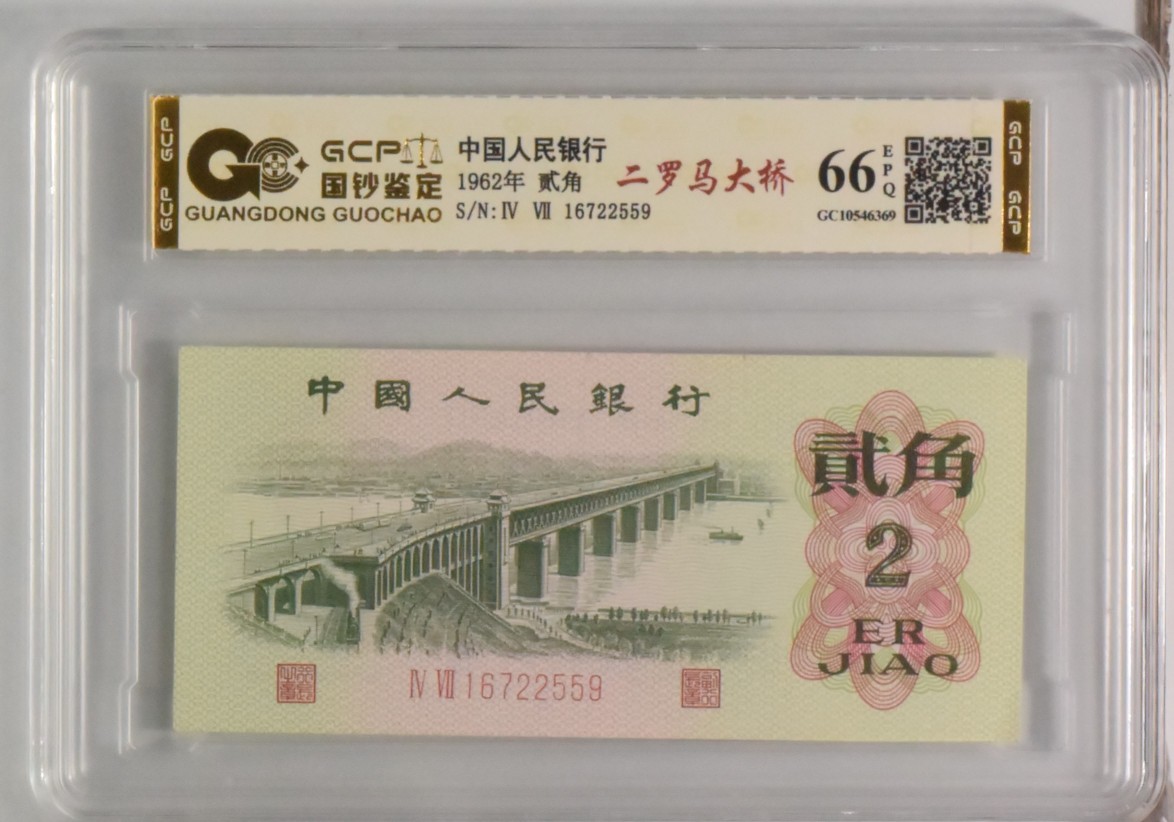 GCP GCP
GCP
国钞鉴定
GUANGDONG GUOCHAO
中国人民银行
1962年 贰角
S/N:Ⅳ Ⅶ 16722559
二罗马大桥
66
EPQ
GC10546369
GCP GCP
中國人民銀行
貳角
2
ER
JIAO
Ⅳ Ⅶ 16722559